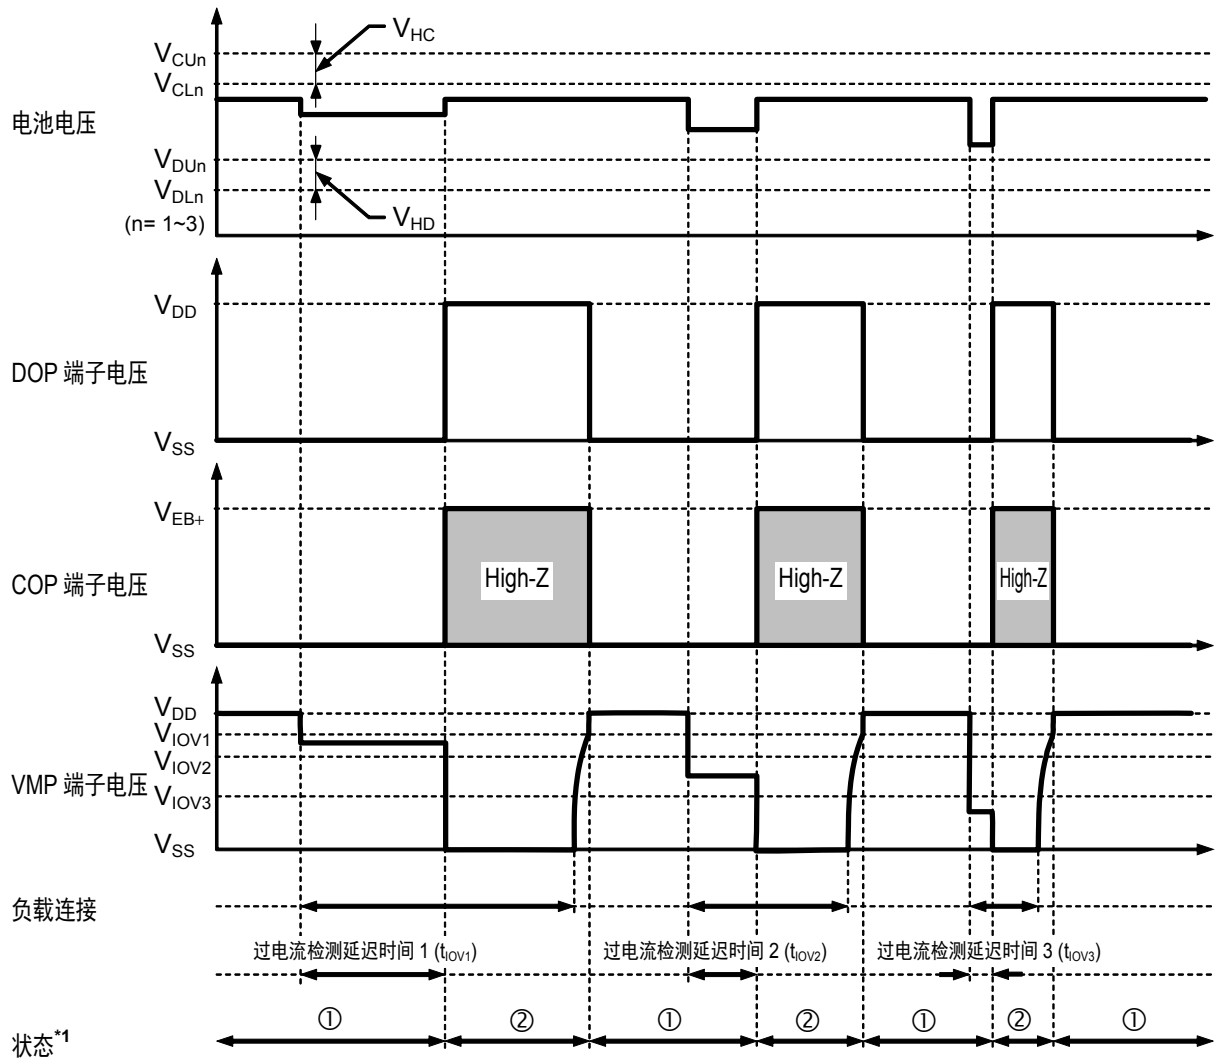 V_HC
V_CUn
V_CLn
电池电压
V_DUn
V_DLn
(n= 1~3)
V_HD
V_DD
DOP 端子电压
V_SS
V_EB+
COP 端子电压
High-Z
High-Z
High-Z
V_SS
V_DD
V_IOV1
V_IOV2
VMP 端子电压
V_IOV3
V_SS
负载连接
过电流检测延迟时间 1 (t_IOV1)
过电流检测延迟时间 2 (t_IOV2)
过电流检测延迟时间 3 (t_IOV3)
状态*1
① ② ① ② ① ② ①